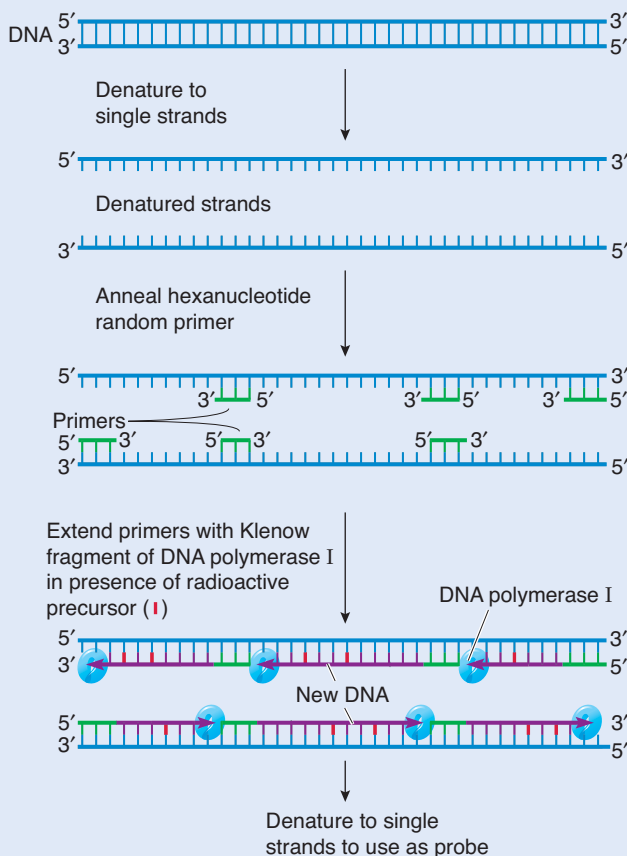 5′ 3′
DNA
3′ 5′
Denature to
single strands
5′ 3′
Denatured strands
3′ 5′
Anneal hexanucleotide
random primer
5′ 3′
3′ 5′ 3′ 5′ 3′ 5′
Primers
5′ 3′ 5′ 3′ 5′ 3′
3′ 5′
Extend primers with Klenow
fragment of DNA polymerase I
in presence of radioactive
precursor ( )
DNA polymerase I
5′ 3′
3′ 5′
New DNA
5′ 3′
3′ 5′
Denature to single
strands to use as probe